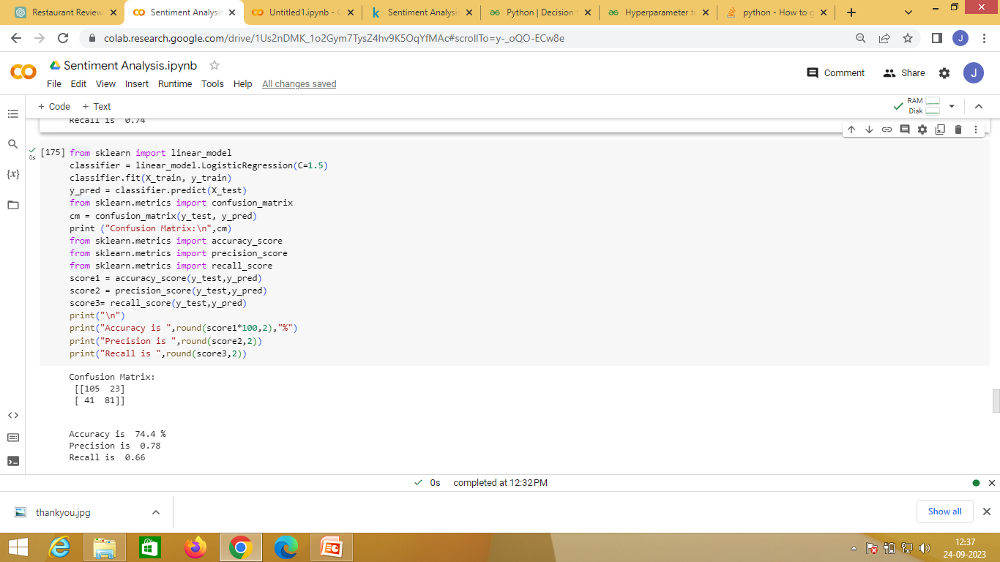 Restaurant Review
Sentiment Analysis
Untitled1.ipynb - C
Sentiment Analysis
Python | Decision t
Hyperparameter tu
python - How to g
colab.research.google.com/drive/1Us2nDMK_1o2Gym7TysZ4hv9K5OqYfMAc#scrollTo=y-_oQO-ECw8e
J
Sentiment Analysis.ipynb
Comment
Share
J
File Edit View Insert Runtime Tools Help All changes saved
+ Code + Text
RAM
Disk
Recall is  0.74
0s
[175] from sklearn import linear_model
classifier = linear_model.LogisticRegression(C=1.5)
classifier.fit(X_train, y_train)
y_pred = classifier.predict(X_test)
from sklearn.metrics import confusion_matrix
cm = confusion_matrix(y_test, y_pred)
print ("Confusion Matrix:\n",cm)
from sklearn.metrics import accuracy_score
from sklearn.metrics import precision_score
from sklearn.metrics import recall_score
score1 = accuracy_score(y_test,y_pred)
score2 = precision_score(y_test,y_pred)
score3= recall_score(y_test,y_pred)
print("\n")
print("Accuracy is ",round(score1*100,2),"%")
print("Precision is ",round(score2,2))
print("Recall is ",round(score3,2))
{x}
Confusion Matrix:
[[105  23]
[ 41  81]]
Accuracy is  74.4 %
Precision is  0.78
Recall is  0.66
0s completed at 12:32 PM
thankyou.jpg
Show all
12:37
24-09-2023